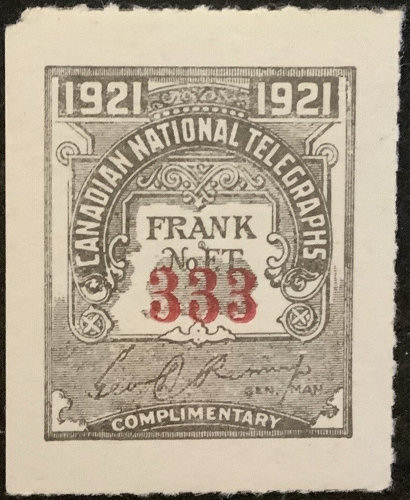 1921 1921
CANADIAN NATIONAL TELEGRAPHS
FRANK
No FT
333
GEN. MAN
COMPLIMENTARY